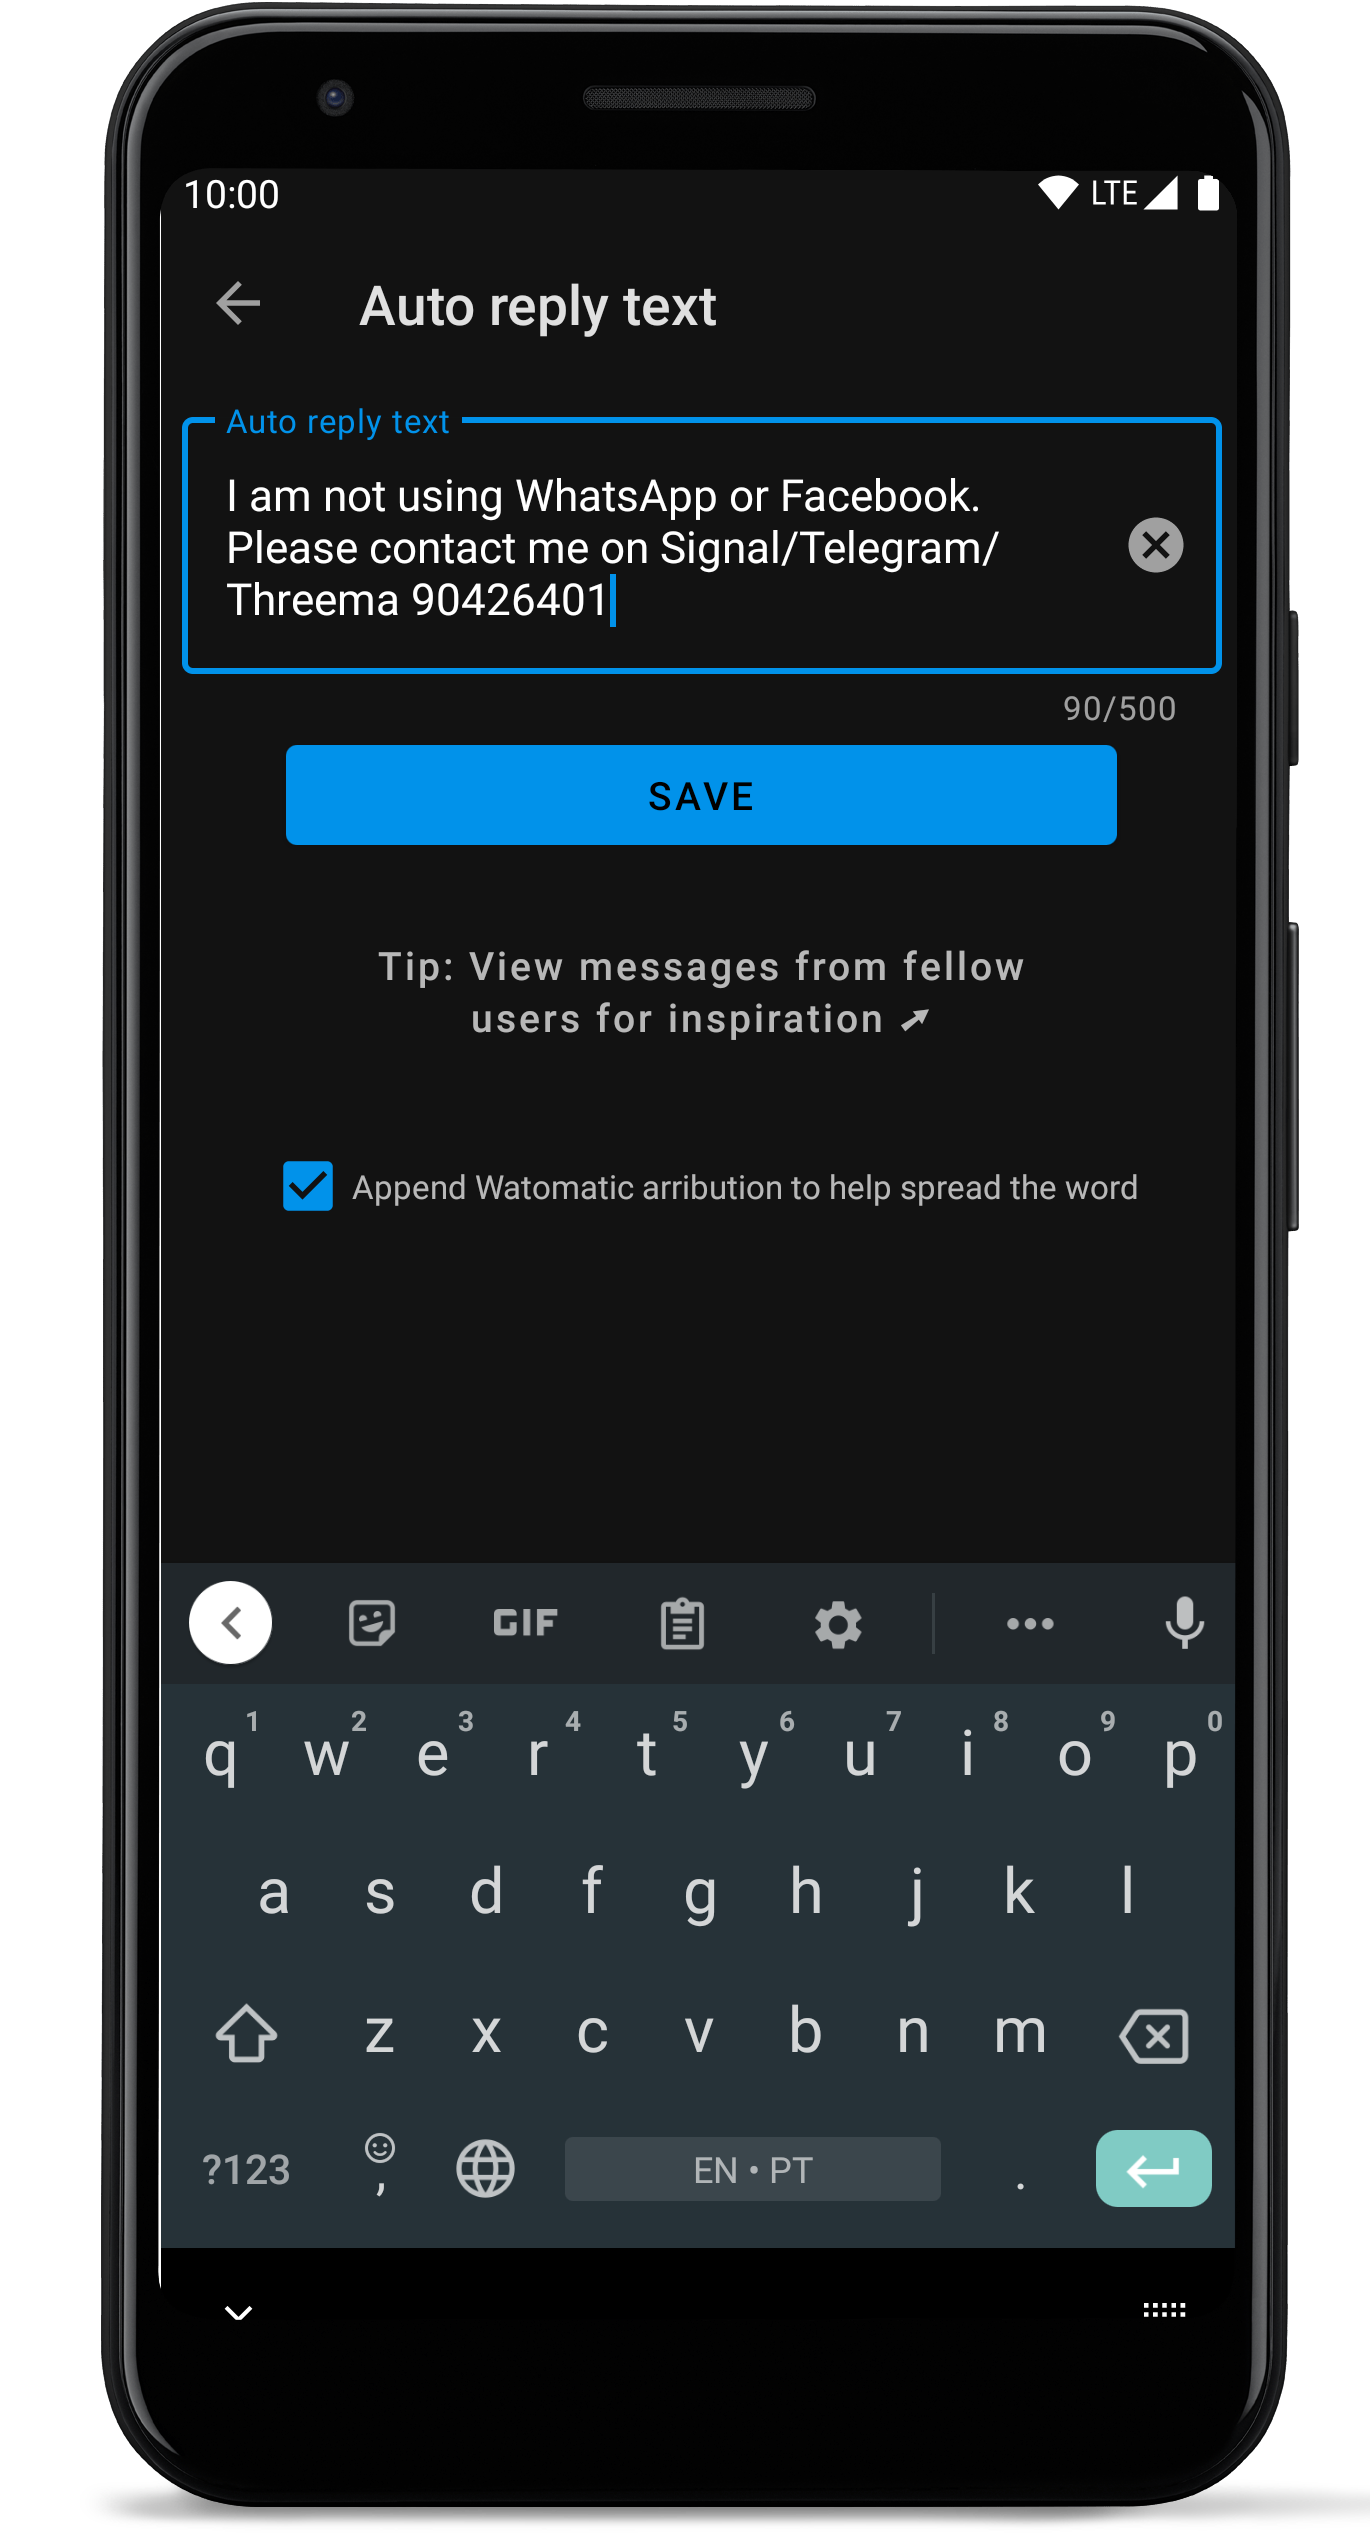 10:00 LTE
Auto reply text
Auto reply text
I am not using WhatsApp or Facebook.
Please contact me on Signal/Telegram/
Threema 90426401
90/500
SAVE
Tip: View messages from fellow
users for inspiration
Append Watomatic arribution to help spread the word
GIF
1 2 3 4 5 6 7 8 9 0
q w e r t y u i o p
a s d f g h j k l
z x c v b n m
?123 , EN • PT .